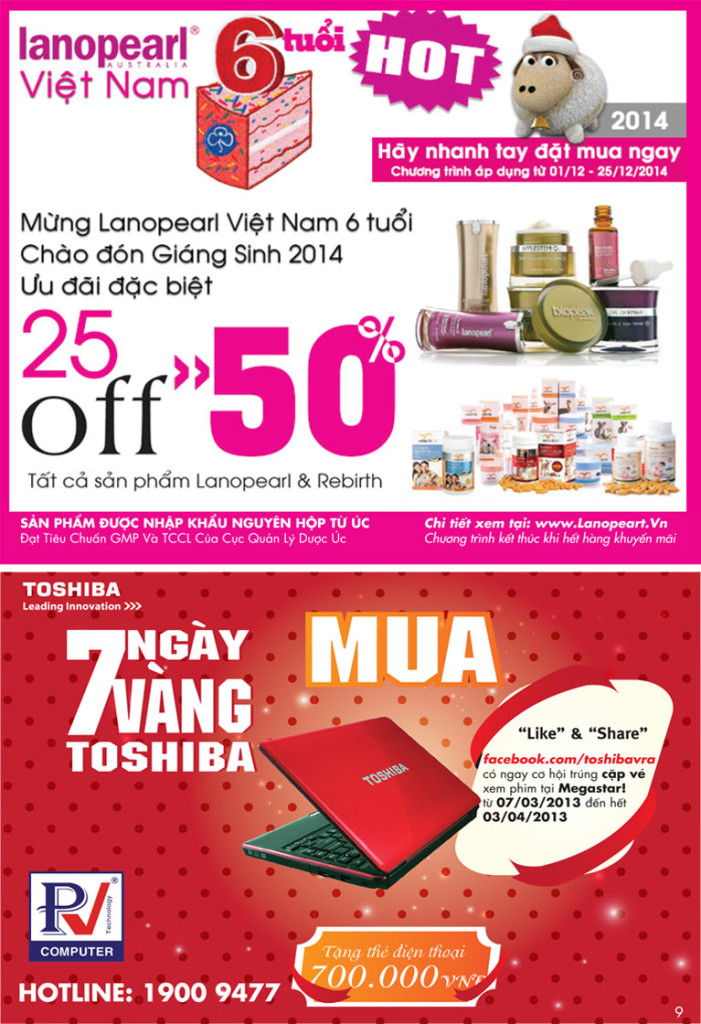 lanopearl®
AUSTRALIA
Việt Nam
6 tuổi
HOT
2014
Hãy nhanh tay đặt mua ngay
Chương trình áp dụng từ 01/12 - 25/12/2014
Mừng Lanopearl Việt Nam 6 tuổi
Chào đón Giáng Sinh 2014
Ưu đãi đặc biệt
25 off » 50%
lanopearl
lanopearl
biopeak
Tất cả sản phẩm Lanopearl & Rebirth
SẢN PHẨM ĐƯỢC NHẬP KHẨU NGUYÊN HỘP TỪ ÚC
Đạt Tiêu Chuẩn GMP Và TCCL Của Cục Quản Lý Dược Úc
Chi tiết xem tại: www.Lanopearl.Vn
Chương trình kết thúc khi hết hàng khuyến mãi
TOSHIBA
Leading Innovation >>>
7 NGÀY
VÀNG
TOSHIBA
MUA
TOSHIBA
“Like” & “Share”
facebook.com/toshibavra
có ngay cơ hội trúng cặp vé
xem phim tại Megastar!
từ 07/03/2013 đến hết
03/04/2013
PV®
Technology
COMPUTER
Tặng thẻ điện thoại
700.000 VNĐ
HOTLINE: 1900 9477
9